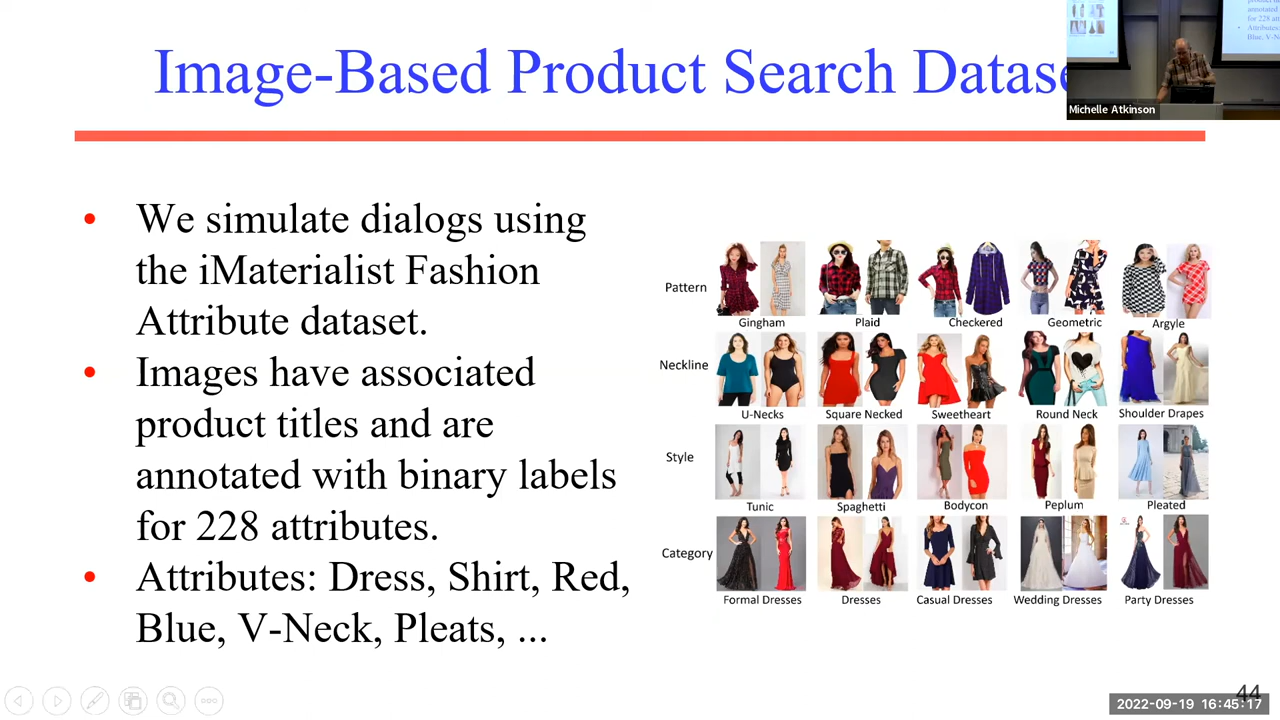 Image-Based Product Search Datase
Michelle Atkinson
• We simulate dialogs using
the iMaterialist Fashion
Attribute dataset.
• Images have associated
product titles and are
annotated with binary labels
for 228 attributes.
• Attributes: Dress, Shirt, Red,
Blue, V-Neck, Pleats, ...
Pattern
Gingham Plaid Checkered Geometric Argyle
Neckline
U-Necks Square Necked Sweetheart Round Neck Shoulder Drapes
Style
Tunic Spaghetti Bodycon Peplum Pleated
Category
Formal Dresses Dresses Casual Dresses Wedding Dresses Party Dresses
44
2022-09-19 16:45:17